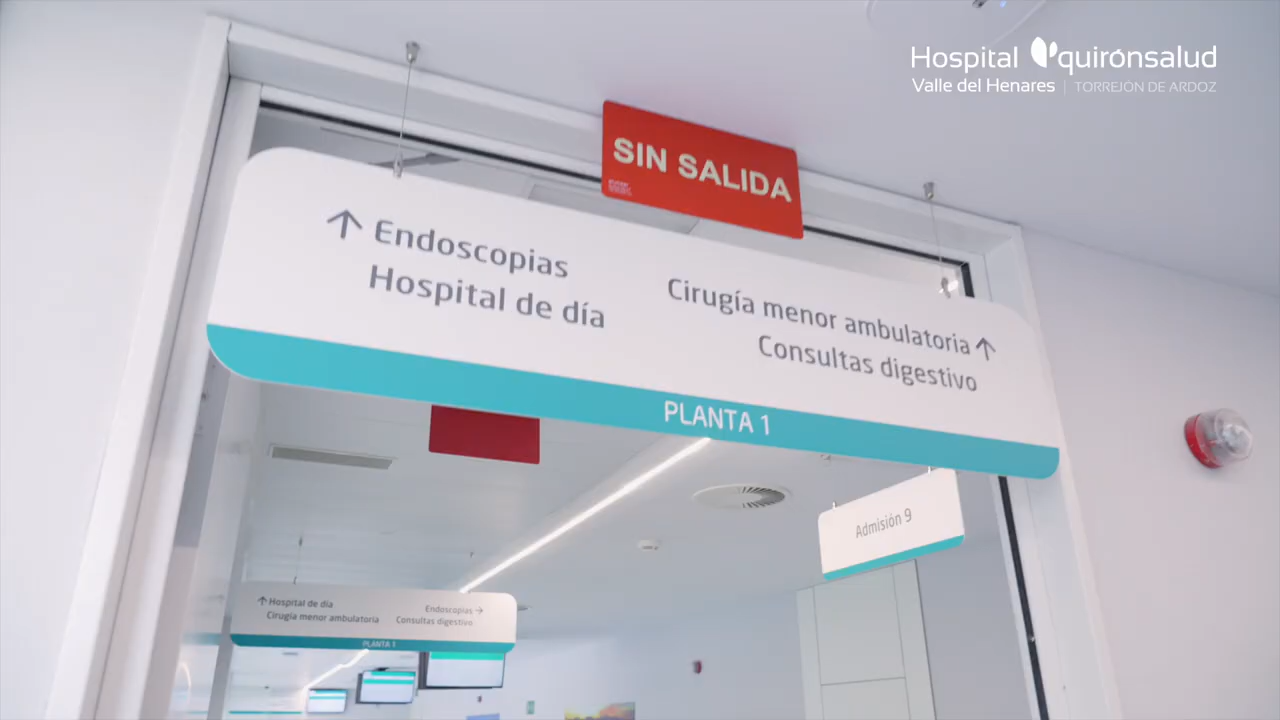 Hospital quirónsalud
Valle del Henares | TORREJÓN DE ARDOZ
SIN SALIDA
↑ Endoscopias
Hospital de día
Cirugía menor ambulatoria ↑
Consultas digestivo
PLANTA 1
Admisión 9
↑ Hospital de día
Cirugía menor ambulatoria
Endoscopias →
Consultas digestivo
PLANTA 1